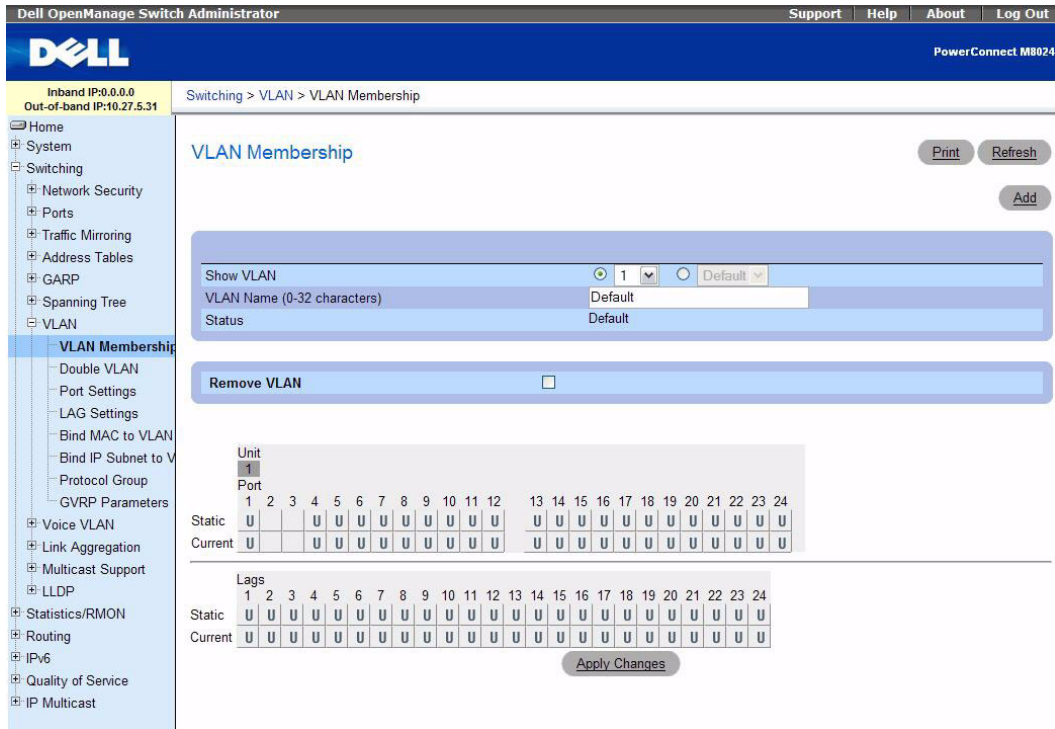 Dell OpenManage Switch Administrator
Support Help About Log Out
DELL
PowerConnect M8024
Inband IP:0.0.0.0
Out-of-band IP:10.27.5.31
Switching > VLAN > VLAN Membership
Home
System
Switching
Network Security
Ports
Traffic Mirroring
Address Tables
GARP
Spanning Tree
VLAN
VLAN Membership
Double VLAN
Port Settings
LAG Settings
Bind MAC to VLAN
Bind IP Subnet to V
Protocol Group
GVRP Parameters
Voice VLAN
Link Aggregation
Multicast Support
LLDP
Statistics/RMON
Routing
IPv6
Quality of Service
IP Multicast
VLAN Membership
Print Refresh
Add
Show VLAN 1 Default
VLAN Name (0-32 characters) Default
Status Default
Remove VLAN
Unit
1
Port
1 2 3 4 5 6 7 8 9 10 11 12 13 14 15 16 17 18 19 20 21 22 23 24
Static U U U U U U U U U U U U U U U U U U U U U U
Current U U U U U U U U U U U U U U U U U U U U U U
Lags
1 2 3 4 5 6 7 8 9 10 11 12 13 14 15 16 17 18 19 20 21 22 23 24
Static U U U U U U U U U U U U U U U U U U U U U U U U
Current U U U U U U U U U U U U U U U U U U U U U U U U
Apply Changes